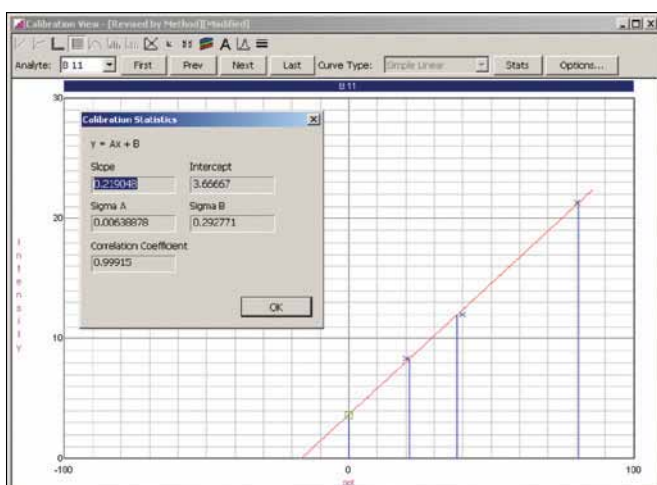 Calibration View - [Revised by Method][Modified]
Analyte: B 11 First Prev Next Last Curve Type: Simple Linear Stats Options...
B 11
Calibration Statistics
y = Ax + B
Slope Intercept
0.219048 3.66667
Sigma A Sigma B
0.00638878 0.292771
Correlation Coefficient
0.99915
OK
30
20
10
0
Intensity
-100 0 100